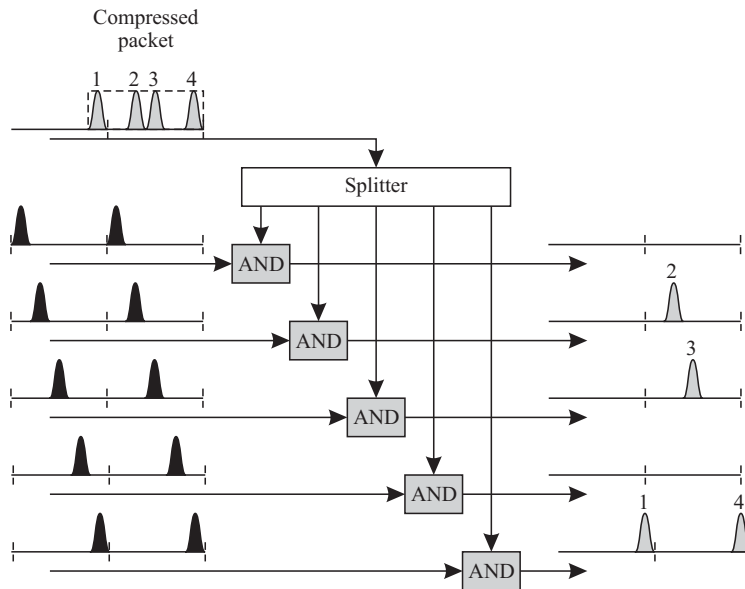 Compressed
packet
1 2 3 4
Splitter
AND
2
AND
3
AND
AND
1 4
AND